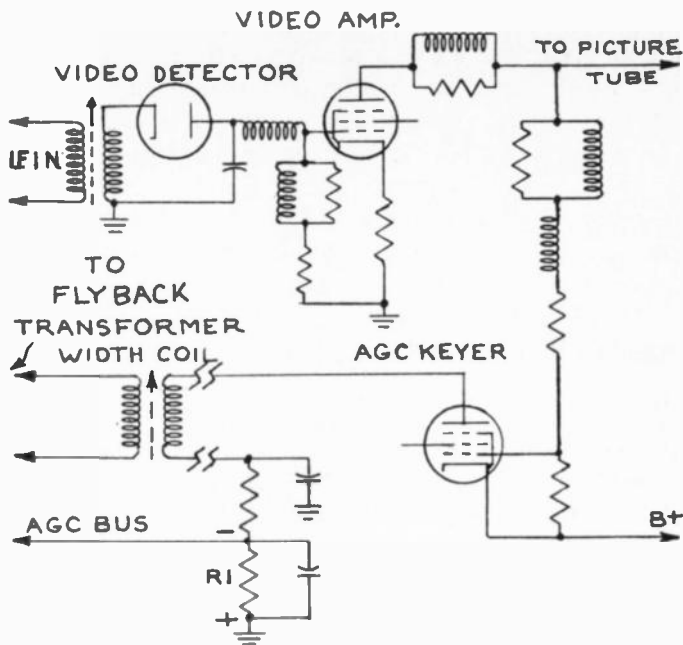 VIDEO AMP.
TO PICTURE
TUBE
VIDEO DETECTOR
IF IN
TO
FLYBACK
TRANSFORMER
WIDTH COIL
AGC KEYER
AGC BUS
-
B+
R1
+